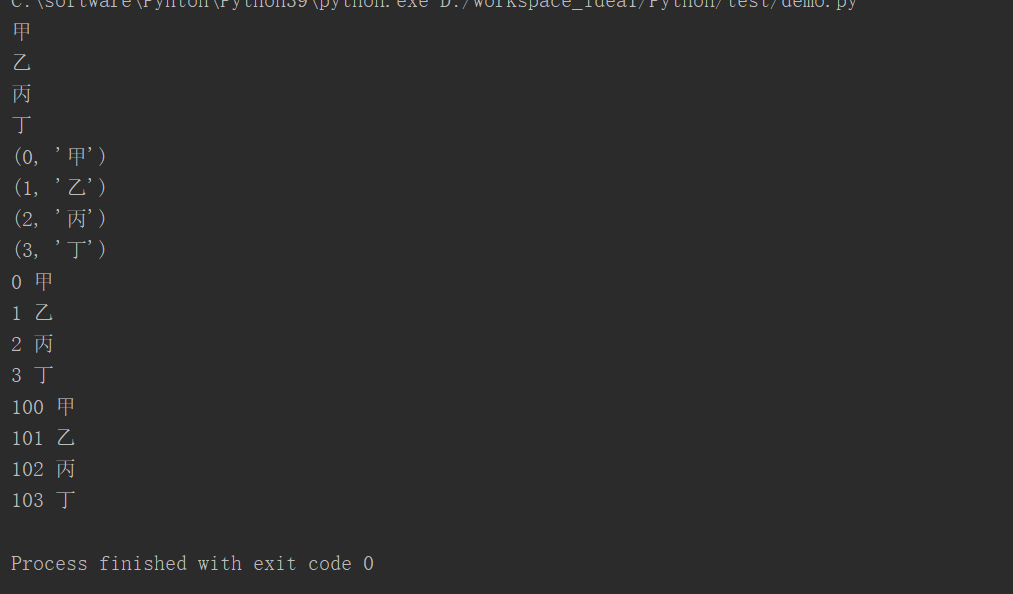 C:\software\Python\Python39\python.exe D:/workspace_idea1/Python/test/demo.py
甲
乙
丙
丁
(0, '甲')
(1, '乙')
(2, '丙')
(3, '丁')
0 甲
1 乙
2 丙
3 丁
100 甲
101 乙
102 丙
103 丁
Process finished with exit code 0